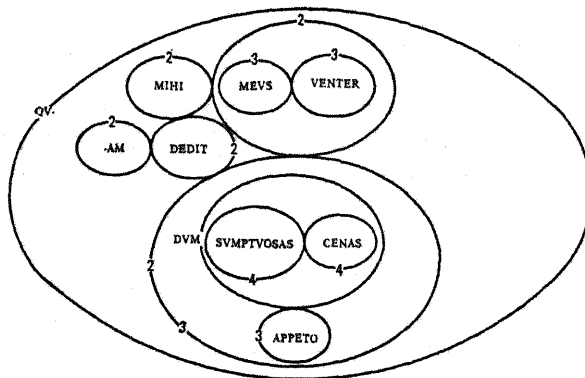 2
2 3 3
MIHI MEVS VENTER
QV-
2
-AM DEDIT 2
DVM SVMPTVOSAS CENAS
2 4 4
3 3 APPETO